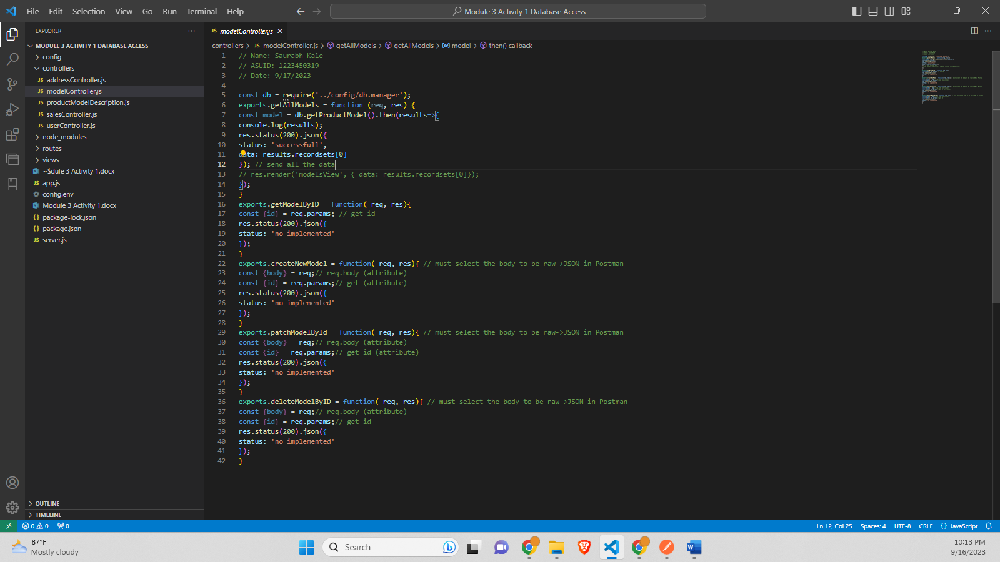 File Edit Selection View Go Run Terminal Help
Module 3 Activity 1 Database Access
EXPLORER
MODULE 3 ACTIVITY 1 DATABASE ACCESS
config
controllers
JS addressController.js
JS modelController.js
JS productModelDescription.js
JS salesController.js
JS userController.js
node_modules
routes
views
~$dule 3 Activity 1.docx
JS app.js
config.env
Module 3 Activity 1.docx
{} package-lock.json
{} package.json
JS server.js
OUTLINE
TIMELINE
JS modelController.js
controllers > JS modelController.js > getAllModels > getAllModels > model > then() callback
1 // Name: Saurabh Kale
2 // ASUID: 1223450319
3 // Date: 9/17/2023
4
5 const db = require('../config/db.manager');
6 exports.getAllModels = function (req, res) {
7 const model = db.getProductModel().then(results=>{
8 console.log(results);
9 res.status(200).json({
10 status: 'successfull',
11 data: results.recordsets[0]
12 }); // send all the data
13 // res.render('modelsView', { data: results.recordsets[0]});
14 });
15 }
16 exports.getModelByID = function( req, res){
17 const {id} = req.params; // get id
18 res.status(200).json({
19 status: 'no implemented'
20 });
21 }
22 exports.createNewModel = function( req, res){ // must select the body to be raw->JSON in Postman
23 const {body} = req;// req.body (attribute)
24 const {id} = req.params;// get (attribute)
25 res.status(200).json({
26 status: 'no implemented'
27 });
28 }
29 exports.patchModelById = function( req, res){ // must select the body to be raw->JSON in Postman
30 const {body} = req;// req.body (attribute)
31 const {id} = req.params;// get id (attribute)
32 res.status(200).json({
33 status: 'no implemented'
34 });
35 }
36 exports.deleteModelByID = function( req, res){ // must select the body to be raw->JSON in Postman
37 const {body} = req;// req.body (attribute)
38 const {id} = req.params;// get id
39 res.status(200).json({
40 status: 'no implemented'
41 });
42 }
0 0 0
Ln 12, Col 25 Spaces: 4 UTF-8 CRLF {} JavaScript
87°F
Mostly cloudy
Search
10:13 PM
9/16/2023